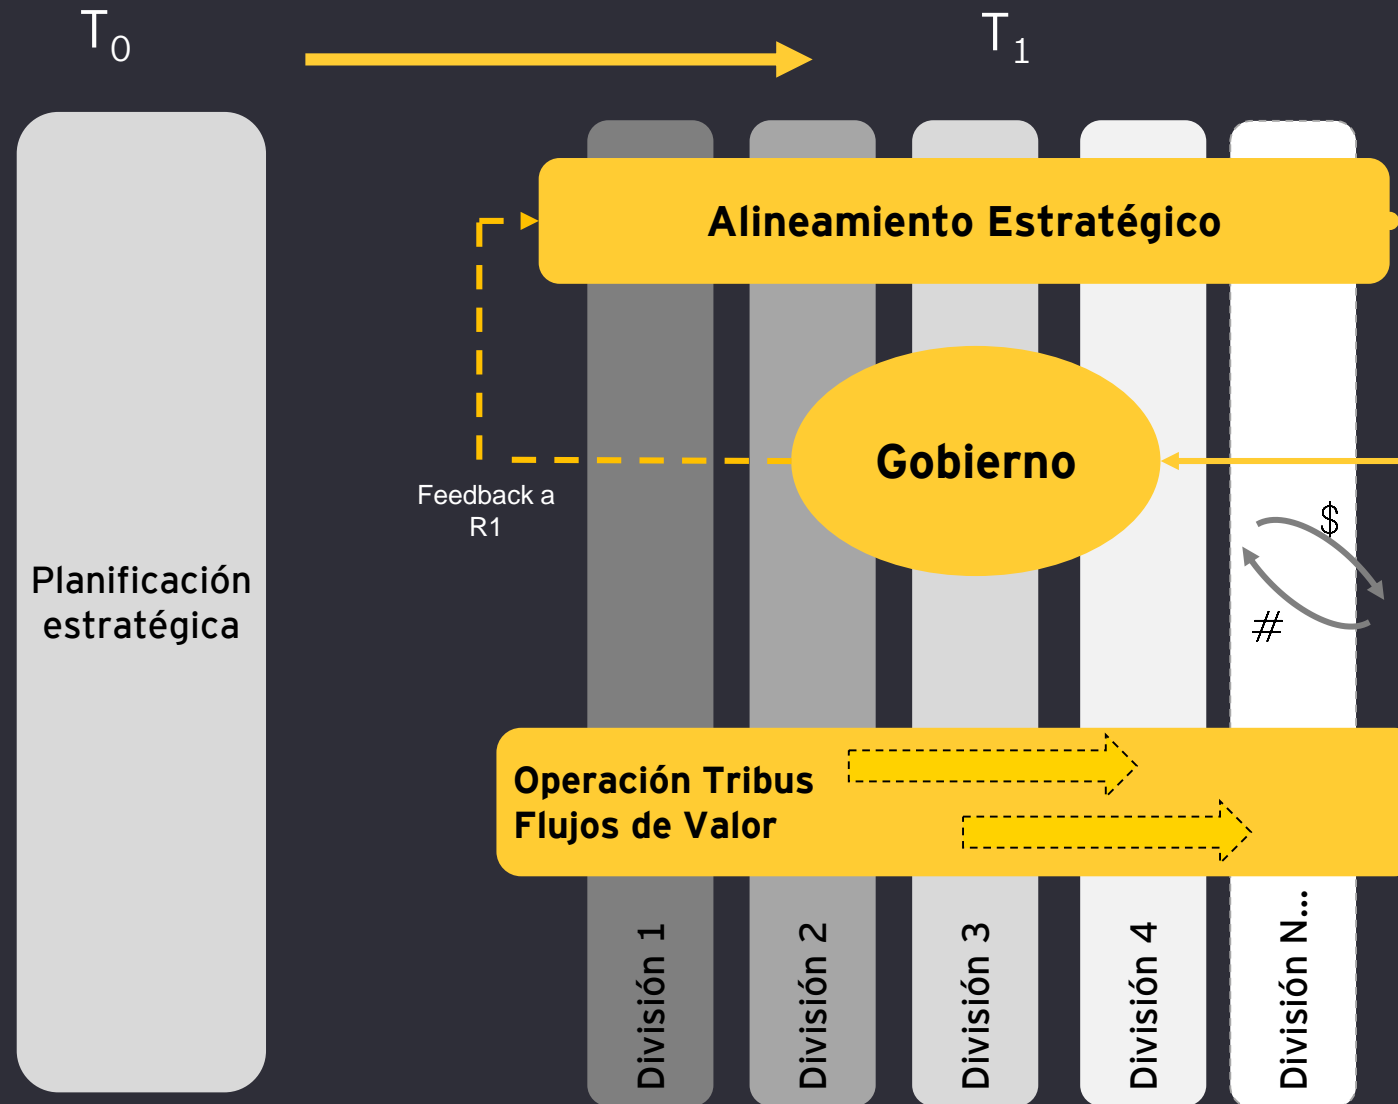 T0
T1
Alineamiento Estratégico
Gobierno
Feedback a
R1
$
#
Planificación
estratégica
Operación Tribus
Flujos de Valor
División 1
División 2
División 3
División 4
División N...